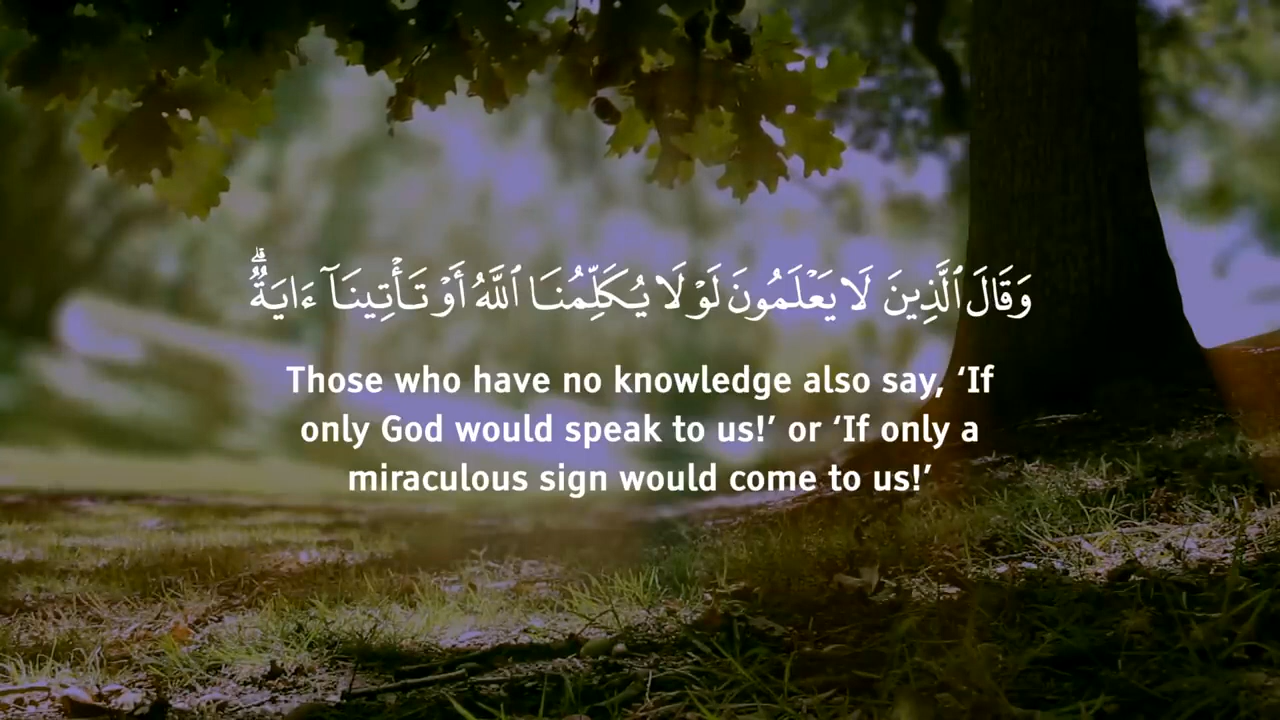 وَقَالَ ٱلَّذِينَ لَا يَعْلَمُونَ لَوْلَا يُكَلِّمُنَا ٱللَّهُ أَوْ تَأْتِينَآ ءَايَةٌۗ
Those who have no knowledge also say, ‘If
only God would speak to us!’ or ‘If only a
miraculous sign would come to us!’